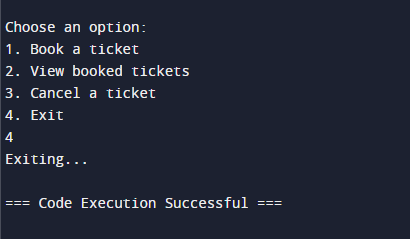 Choose an option:
1. Book a ticket
2. View booked tickets
3. Cancel a ticket
4. Exit
4
Exiting...
=== Code Execution Successful ===